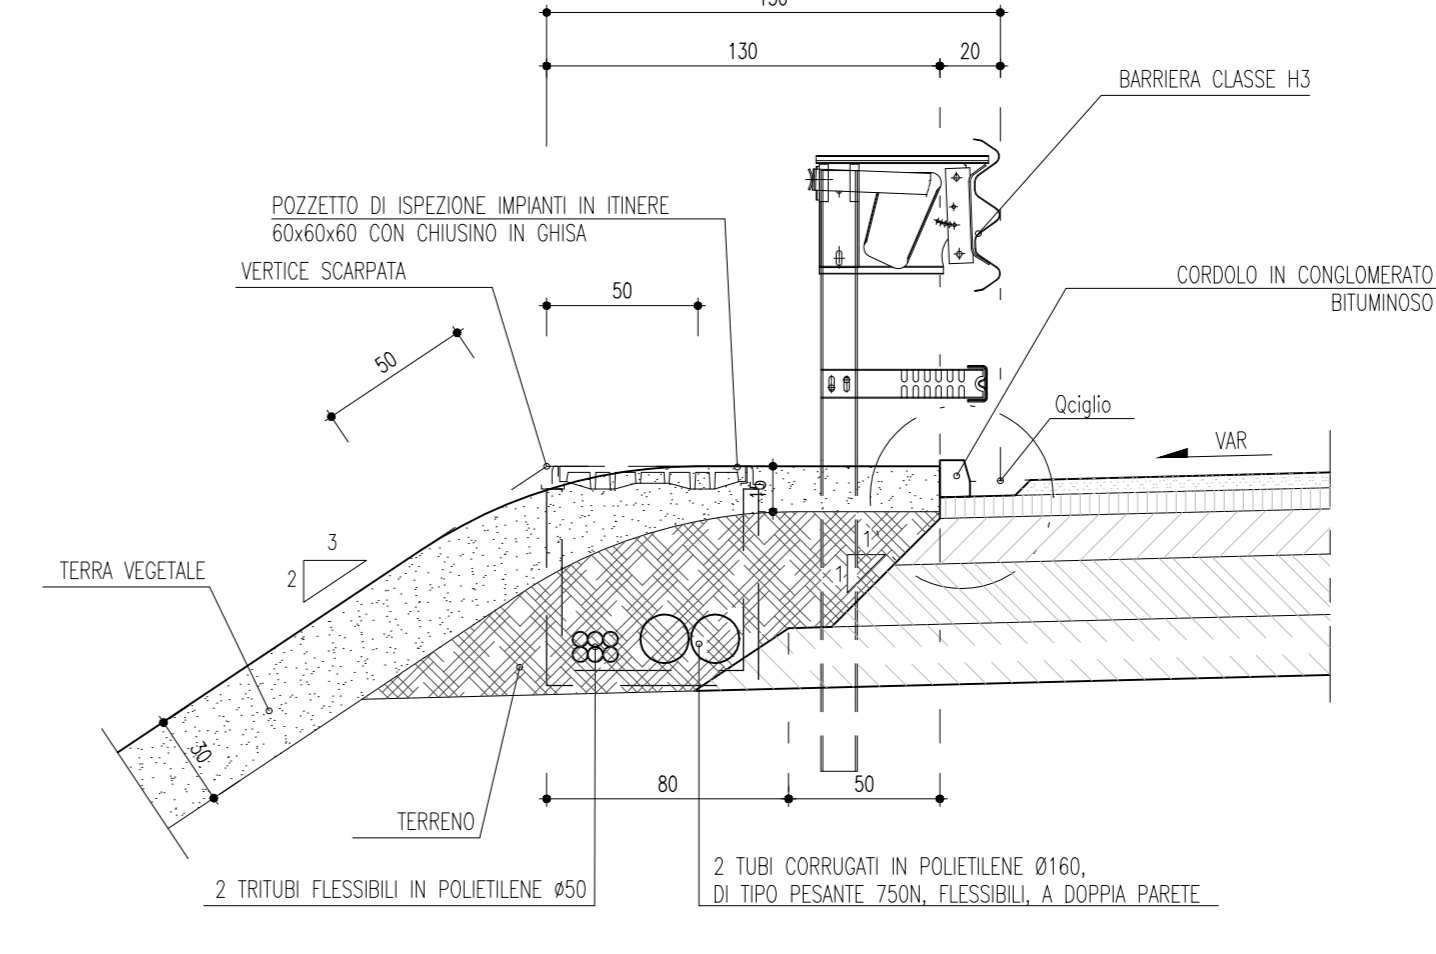 150
130
20
BARRIERA CLASSE H3
POZZETTO DI ISPEZIONE IMPIANTI IN ITINERE
60x60x60 CON CHIUSINO IN GHISA
VERTICE SCARPATA
CORDOLO IN CONGLOMERATO
BITUMINOSO
50
50
Qciglio
VAR
15
3
2
1
1
TERRA VEGETALE
30
80
50
TERRENO
2 TRITUBI FLESSIBILI IN POLIETILENE Ø50
2 TUBI CORRUGATI IN POLIETILENE Ø160,
DI TIPO PESANTE 750N, FLESSIBILI, A DOPPIA PARETE